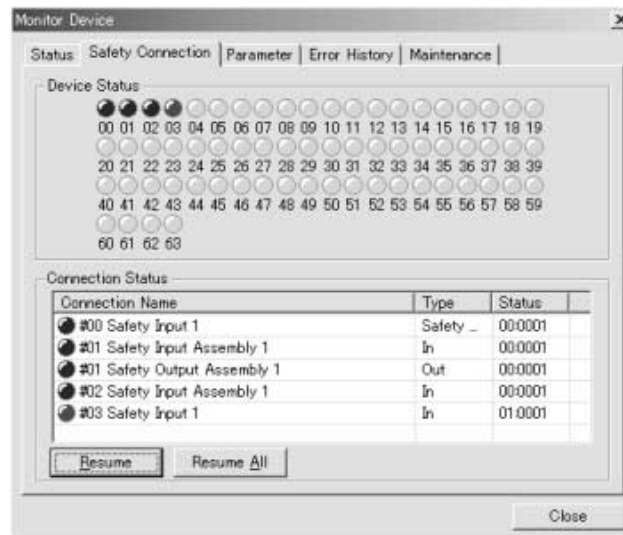 Monitor Device
Status Safety Connection Parameter Error History Maintenance
Device Status
00 01 02 03 04 05 06 07 08 09 10 11 12 13 14 15 16 17 18 19
20 21 22 23 24 25 26 27 28 29 30 31 32 33 34 35 36 37 38 39
40 41 42 43 44 45 46 47 48 49 50 51 52 53 54 55 56 57 58 59
60 61 62 63
Connection Status
Connection Name Type Status
#00 Safety Input 1 Safety ... 00:0001
#01 Safety Input Assembly 1 In 00:0001
#01 Safety Output Assembly 1 Out 00:0001
#02 Safety Input Assembly 1 In 00:0001
#03 Safety Input 1 In 01:0001
Resume Resume All
Close